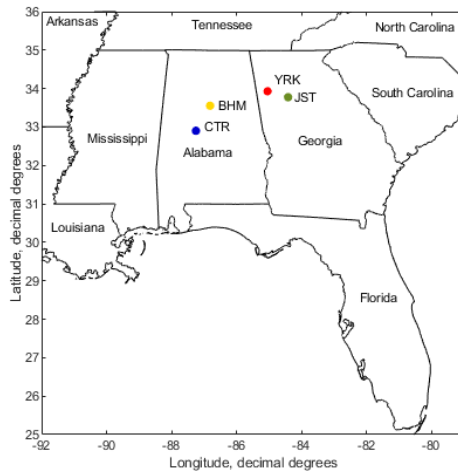 36
Arkansas
Tennessee
North Carolina
35
34
YRK
JST
South Carolina
BHM
33
CTR
Mississippi
Alabama
Georgia
32
31
Louisiana
30
29
Florida
28
27
26
25
-92
-90
-88
-86
-84
-82
-80
Latitude, decimal degrees
Longitude, decimal degrees